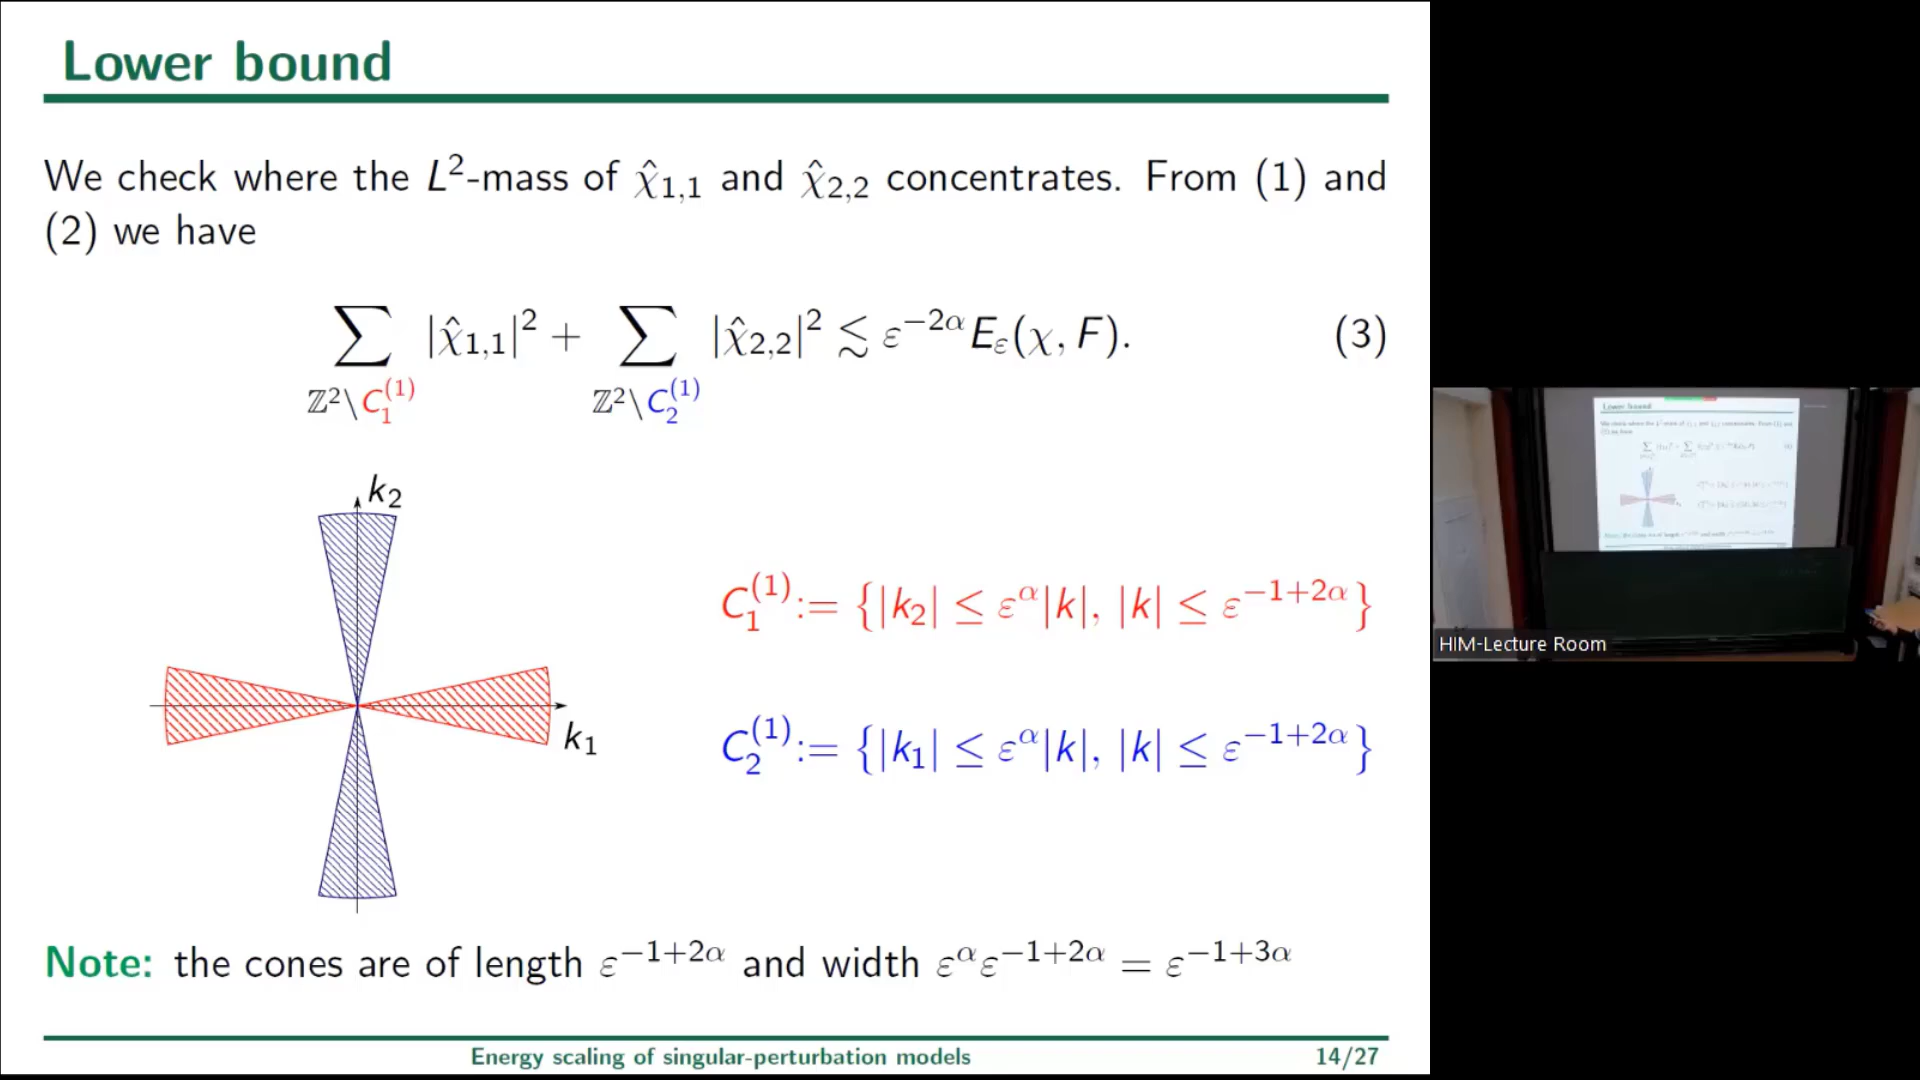 Lower bound
We check where the L²-mass of χ̂₁,₁ and χ̂₂,₂ concentrates. From (1) and
(2) we have
∑_{ℤ²\C₁⁽¹⁾} |χ̂₁,₁|² + ∑_{ℤ²\C₂⁽¹⁾} |χ̂₂,₂|² ≲ ε^{−2α} E_ε(χ, F). (3)
k₂
C₁⁽¹⁾ := {|k₂| ≤ ε^α|k|, |k| ≤ ε^{−1+2α}}
k₁
C₂⁽¹⁾ := {|k₁| ≤ ε^α|k|, |k| ≤ ε^{−1+2α}}
Note: the cones are of length ε^{−1+2α} and width ε^α ε^{−1+2α} = ε^{−1+3α}
Energy scaling of singular-perturbation models 14/27
Lower bound
HIM-Lecture Room